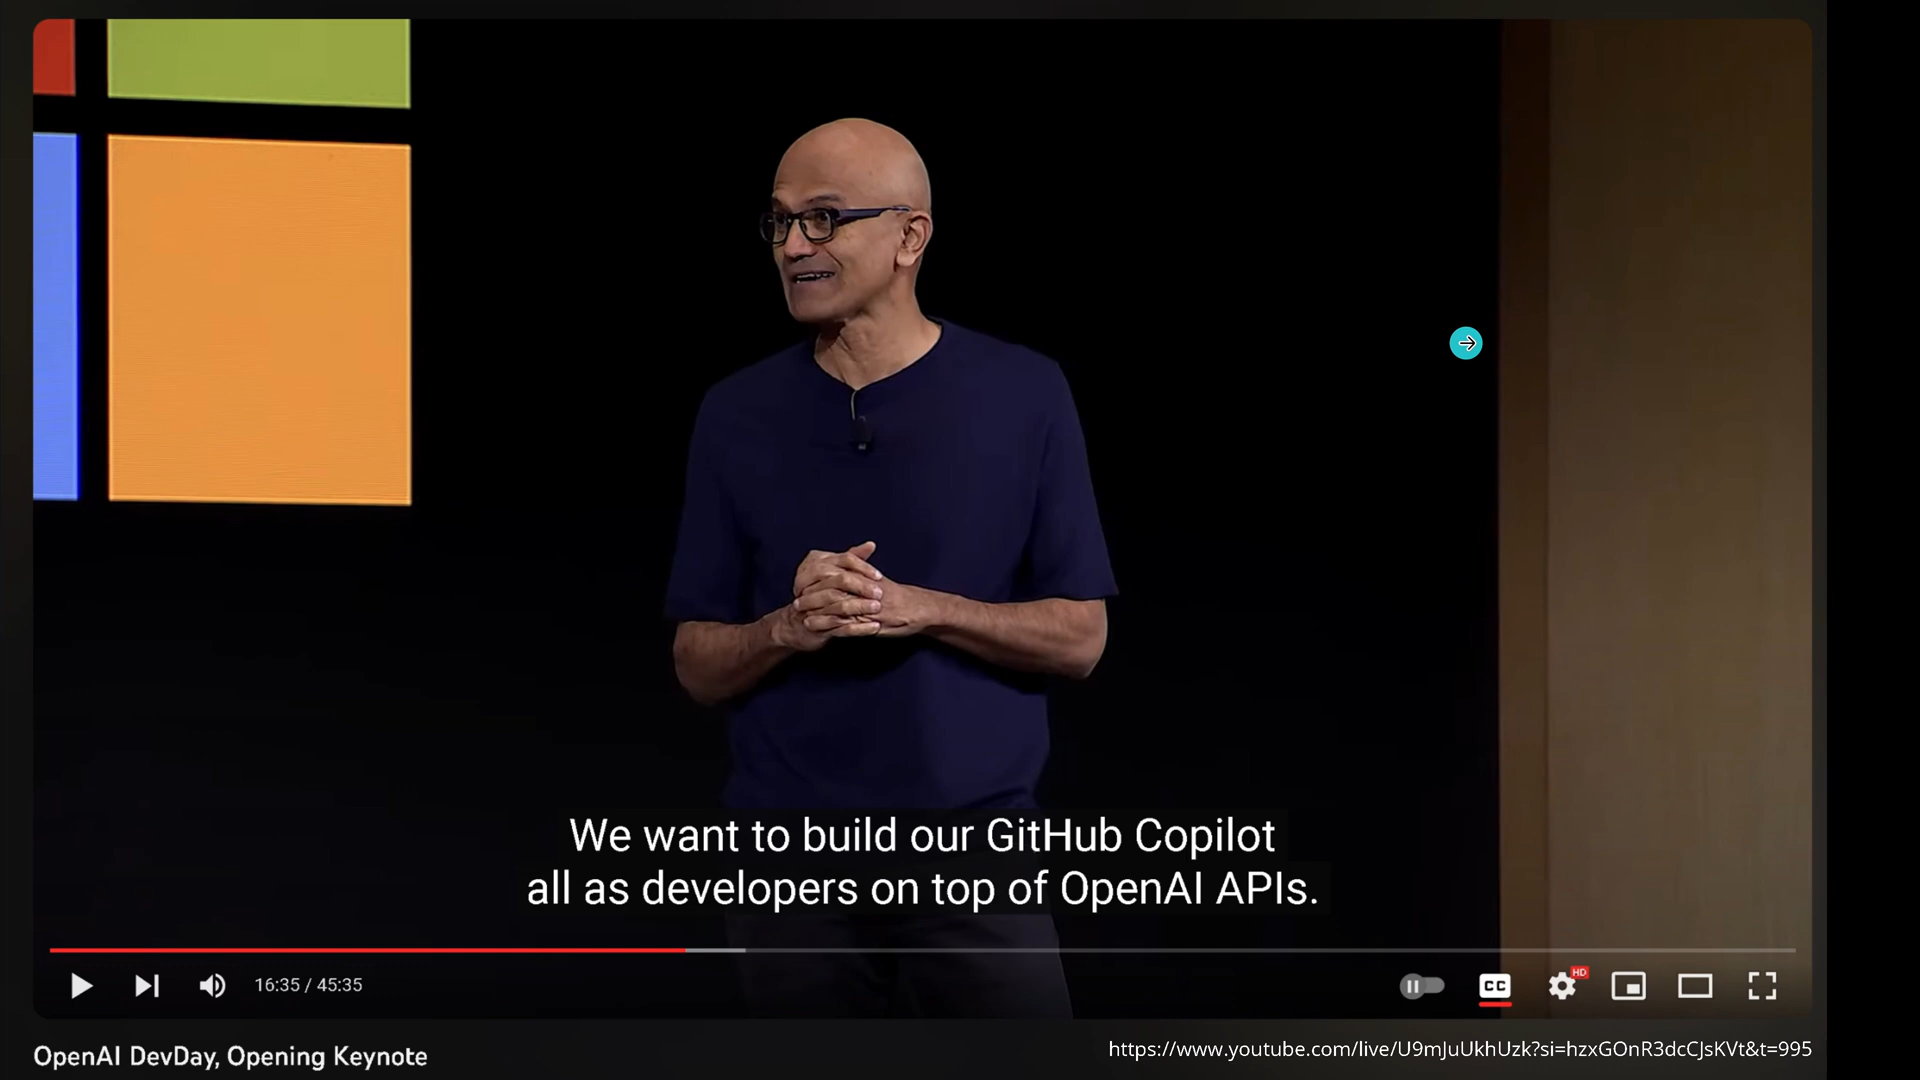 We want to build our GitHub Copilot
all as developers on top of OpenAI APIs.
16:35 / 45:35
CC
HD
OpenAI DevDay, Opening Keynote
https://www.youtube.com/live/U9mJuUkhUzk?si=hzxGOnR3dcCJsKVt&t=995